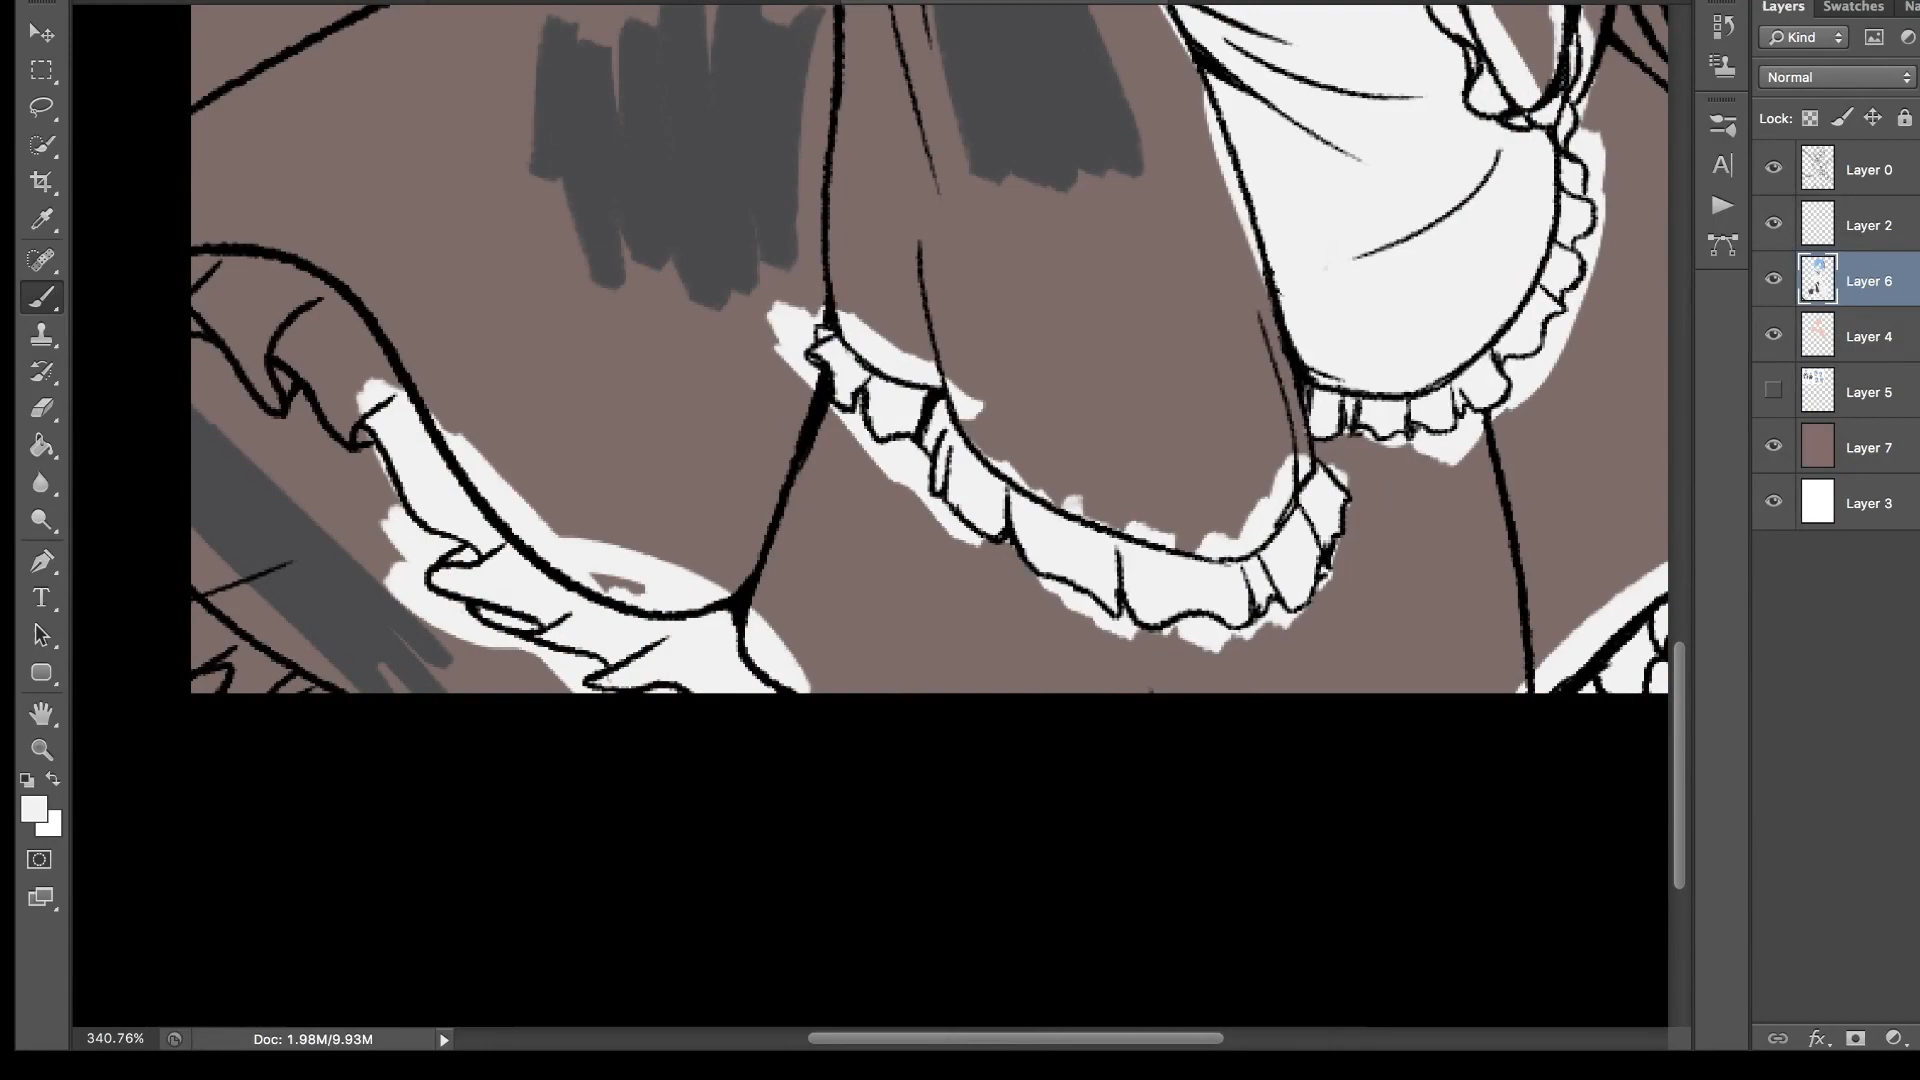 Layers Swatches Na
Kind
Normal
Lock:
Layer 0
Layer 2
Layer 6
Layer 4
Layer 5
Layer 7
Layer 3
A
T
fx
340.76% Doc: 1.98M/9.93M